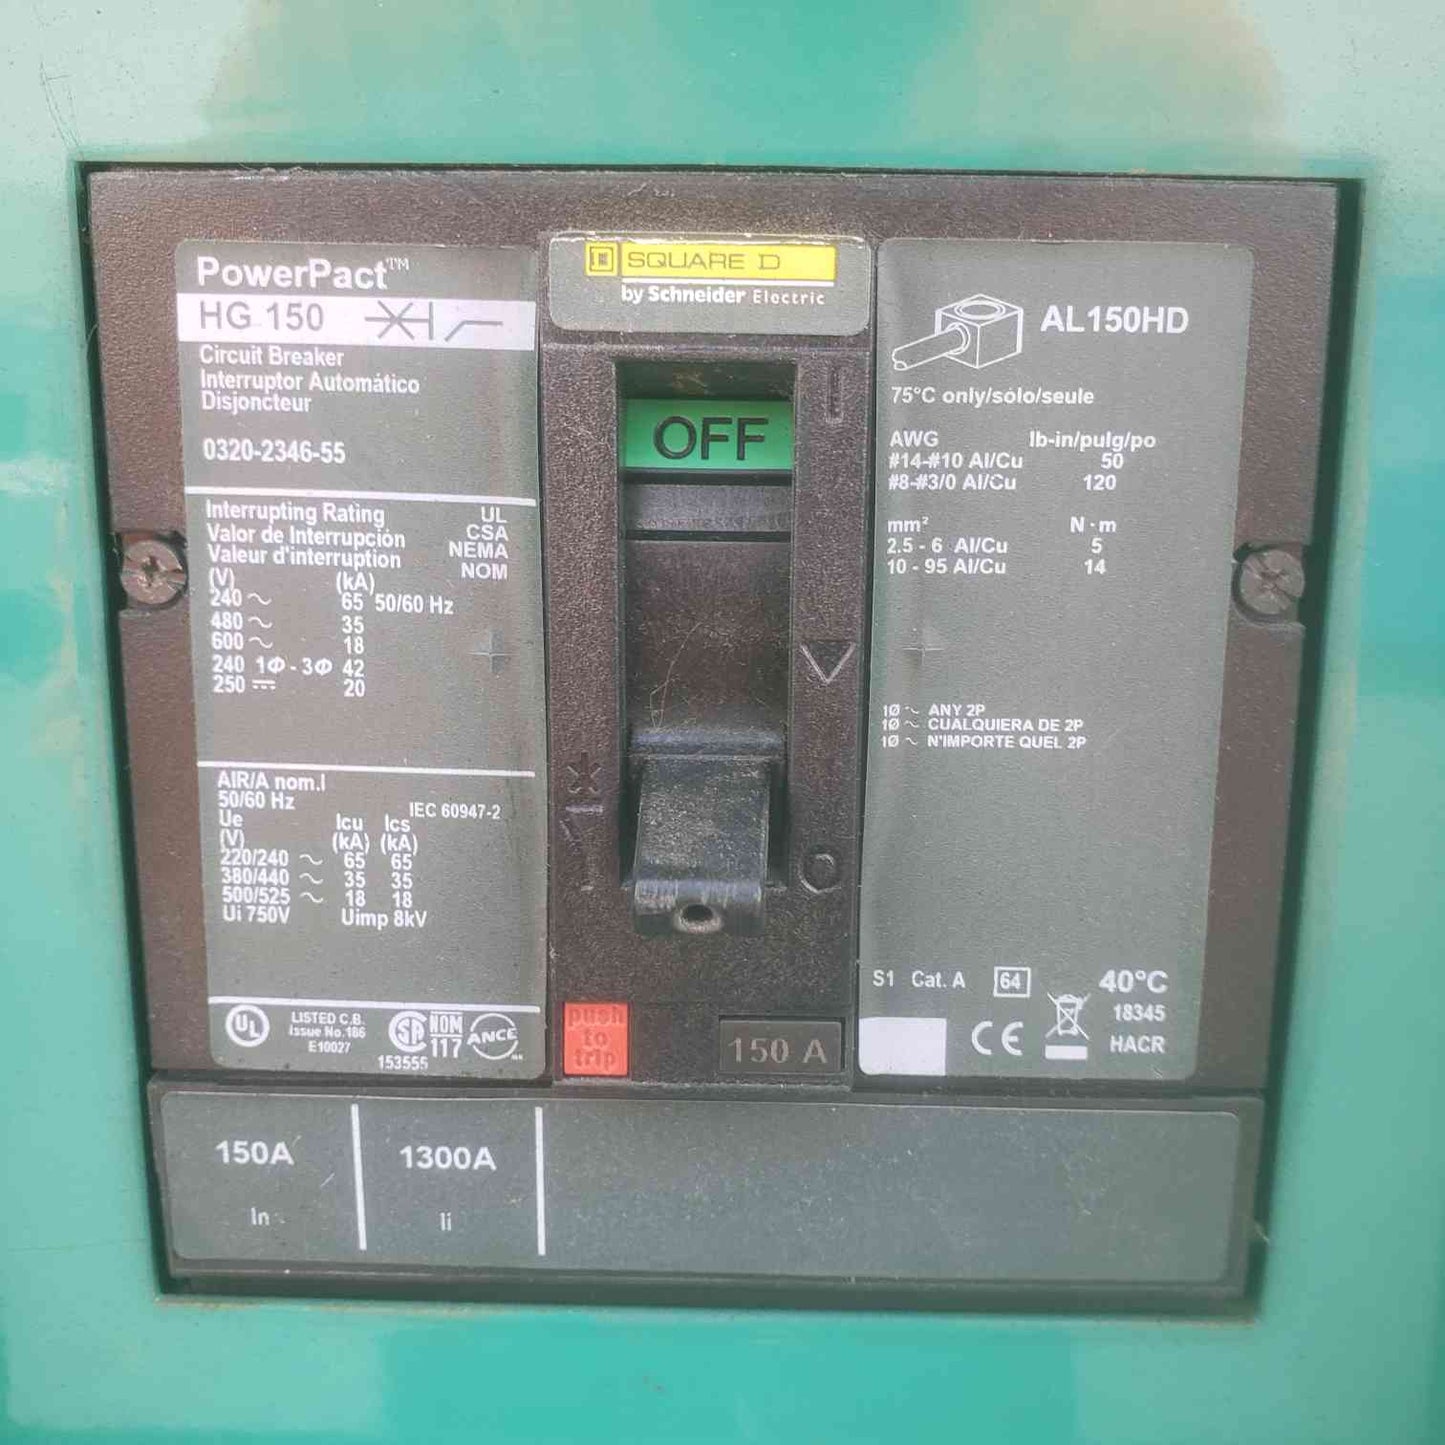 PowerPact™
HG 150
Circuit Breaker
Interruptor Automático
Disjoncteur
0320-2346-55
Interrupting Rating UL
Valor de Interrupción CSA
Valeur d'interruption NEMA
NOM
(V) (kA)
240 ~ 65 50/60 Hz
480 ~ 35
600 ~ 18
240 1Φ - 3Φ 42
250 ⎓ 20
AIR/A nom.I
50/60 Hz IEC 60947-2
Ue Icu Ics
(V) (kA) (kA)
220/240 ~ 65 65
380/440 ~ 35 35
500/525 ~ 18 18
Ui 750V Uimp 8kV
UL
LISTED C.B.
Issue No.186
E10027
SA
153555
NOM
117
ANCE
SQUARE D
by Schneider Electric
OFF
I
O
push
to
trip
150 A
AL150HD
75°C only/sólo/seule
AWG lb-in/pulg/po
#14-#10 Al/Cu 50
#8-#3/0 Al/Cu 120
mm² N·m
2.5 - 6 Al/Cu 5
10 - 95 Al/Cu 14
1Ø ~ ANY 2P
1Ø ~ CUALQUIERA DE 2P
1Ø ~ N'IMPORTE QUEL 2P
S1 Cat. A 64 40°C
18345
CE HACR
150A 1300A
In Ii